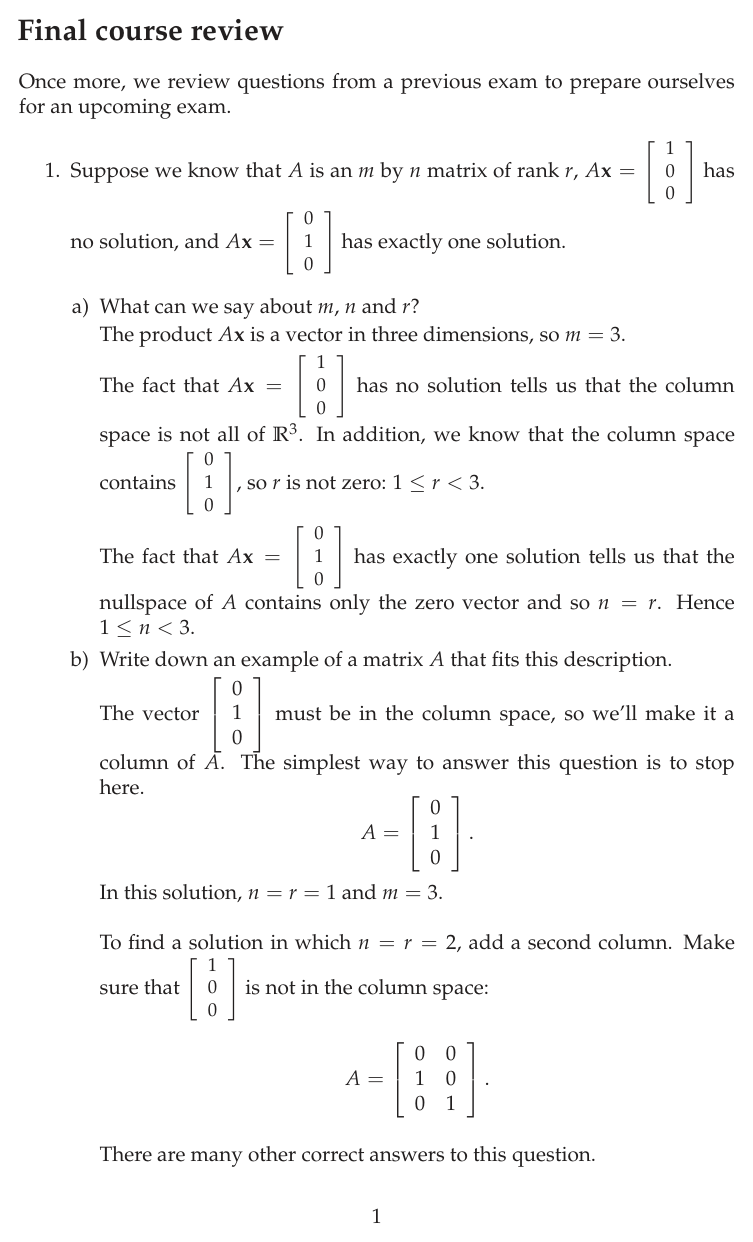 Final course review
Once more, we review questions from a previous exam to prepare ourselves
for an upcoming exam.
1. Suppose we know that A is an m by n matrix of rank r, Ax = [ 1 0 0 ] has
no solution, and Ax = [ 0 1 0 ] has exactly one solution.
a) What can we say about m, n and r?
The product Ax is a vector in three dimensions, so m = 3.
The fact that Ax = [ 1 0 0 ] has no solution tells us that the column
space is not all of ℝ³. In addition, we know that the column space
contains [ 0 1 0 ], so r is not zero: 1 ≤ r < 3.
The fact that Ax = [ 0 1 0 ] has exactly one solution tells us that the
nullspace of A contains only the zero vector and so n = r. Hence
1 ≤ n < 3.
b) Write down an example of a matrix A that fits this description.
The vector [ 0 1 0 ] must be in the column space, so we'll make it a
column of A. The simplest way to answer this question is to stop
here.
A = [ 0 1 0 ].
In this solution, n = r = 1 and m = 3.
To find a solution in which n = r = 2, add a second column. Make
sure that [ 1 0 0 ] is not in the column space:
A = [ 0 0 1 0 0 1 ].
There are many other correct answers to this question.
1